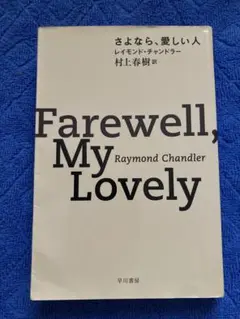 さよなら、愛しい人
レイモンド・チャンドラー
村上春樹 訳
Farewell,
My
Raymond Chandler
Lovely
早川書房